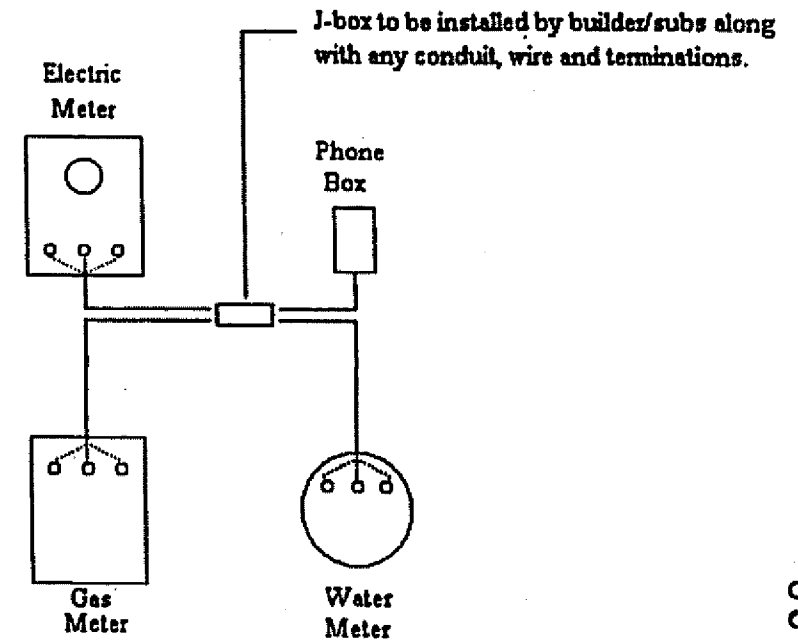 J-box to be installed by builder/subs along
with any conduit, wire and terminations.
Electric
Meter
Phone
Box
Gas
Meter
Water
Meter